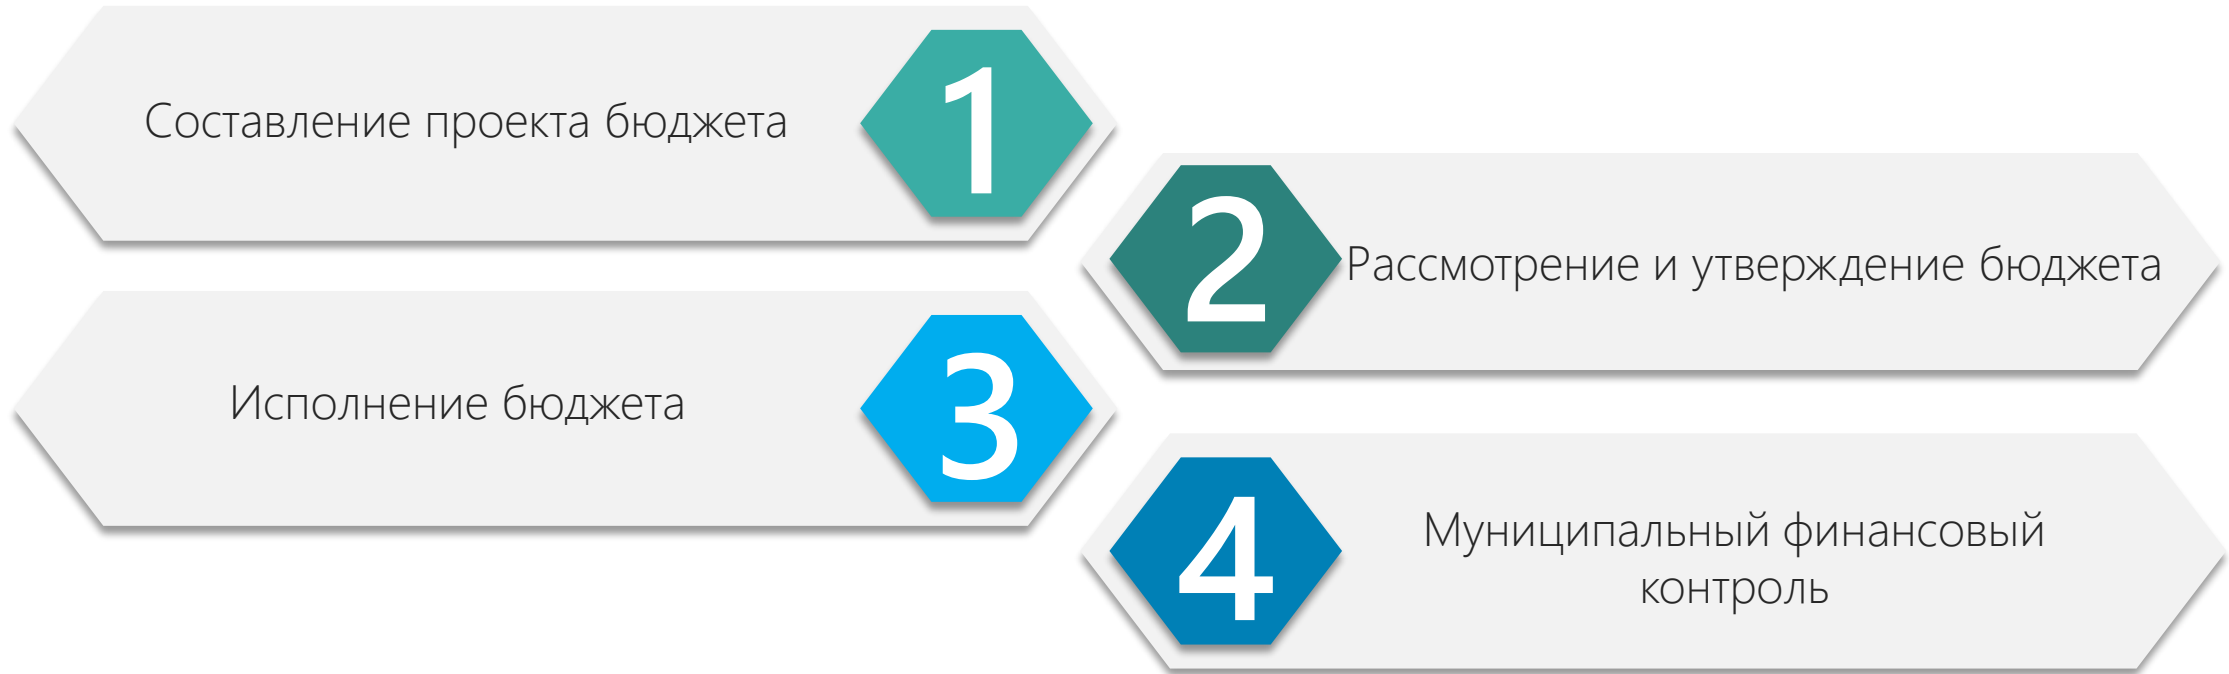 Составление проекта бюджета
1
2
Рассмотрение и утверждение бюджета
Исполнение бюджета
3
4
Муниципальный финансовый
контроль